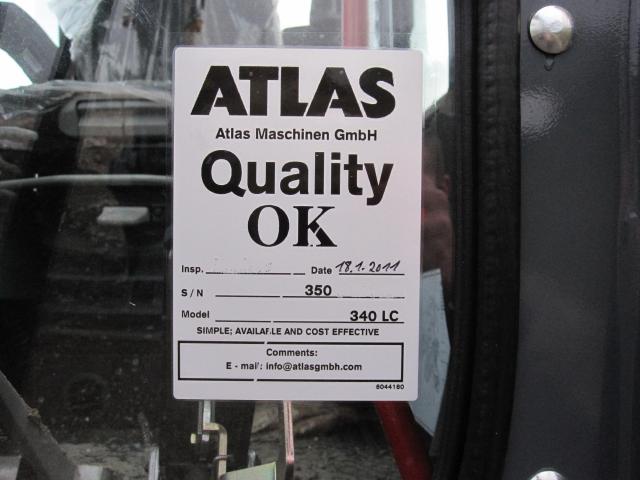 ATLAS
Atlas Maschinen GmbH
Quality
OK
Insp. Date 18.1.2011
S / N 350
Model 340 LC
SIMPLE; AVAILABLE AND COST EFFECTIVE
Comments:
E - mail: info@atlasgmbh.com
6044160